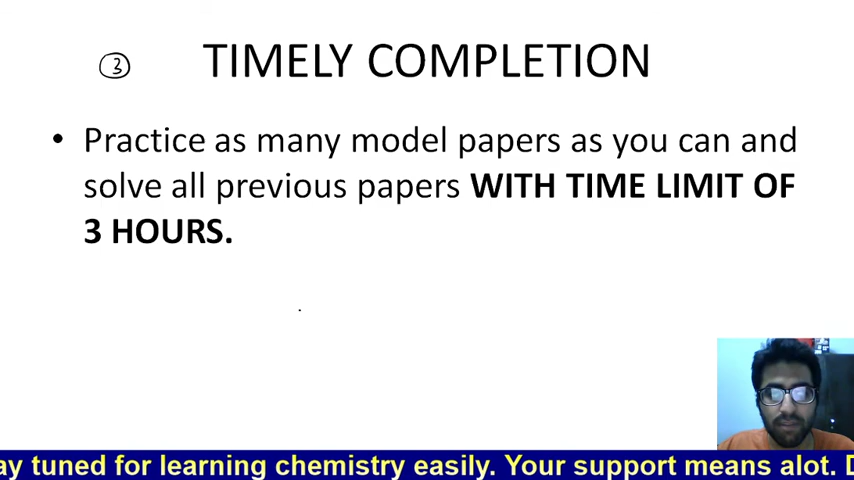 3 TIMELY COMPLETION
• Practice as many model papers as you can and
solve all previous papers WITH TIME LIMIT OF
3 HOURS.
ay tuned for learning chemistry easily. Your support means alot. D